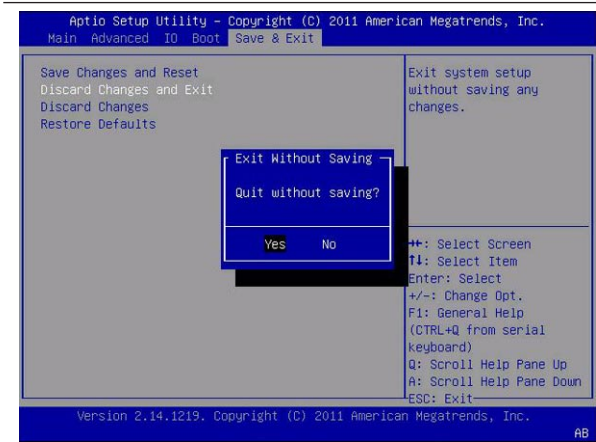 Aptio Setup Utility – Copyright (C) 2011 American Megatrends, Inc.
Main Advanced IO Boot Save & Exit
Save Changes and Reset
Discard Changes and Exit
Discard Changes
Restore Defaults
Exit system setup
without saving any
changes.
Exit Without Saving
Quit without saving?
Yes No
→←: Select Screen
↑↓: Select Item
Enter: Select
+/-: Change Opt.
F1: General Help
(CTRL+Q from serial
keyboard)
Q: Scroll Help Pane Up
A: Scroll Help Pane Down
ESC: Exit
Version 2.14.1219. Copyright (C) 2011 American Megatrends, Inc.
AB